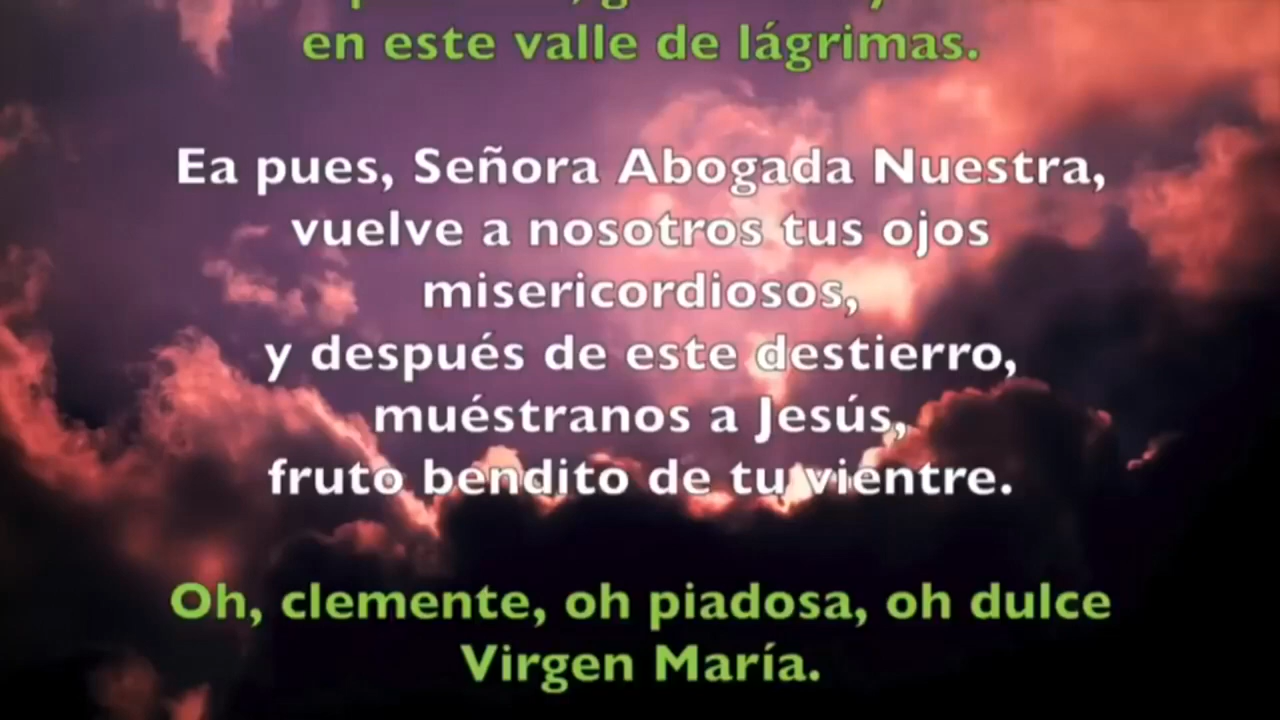 en este valle de lágrimas.
Ea pues, Señora Abogada Nuestra,
vuelve a nosotros tus ojos
misericordiosos,
y después de este destierro,
muéstranos a Jesús,
fruto bendito de tu vientre.
Oh, clemente, oh piadosa, oh dulce
Virgen María.